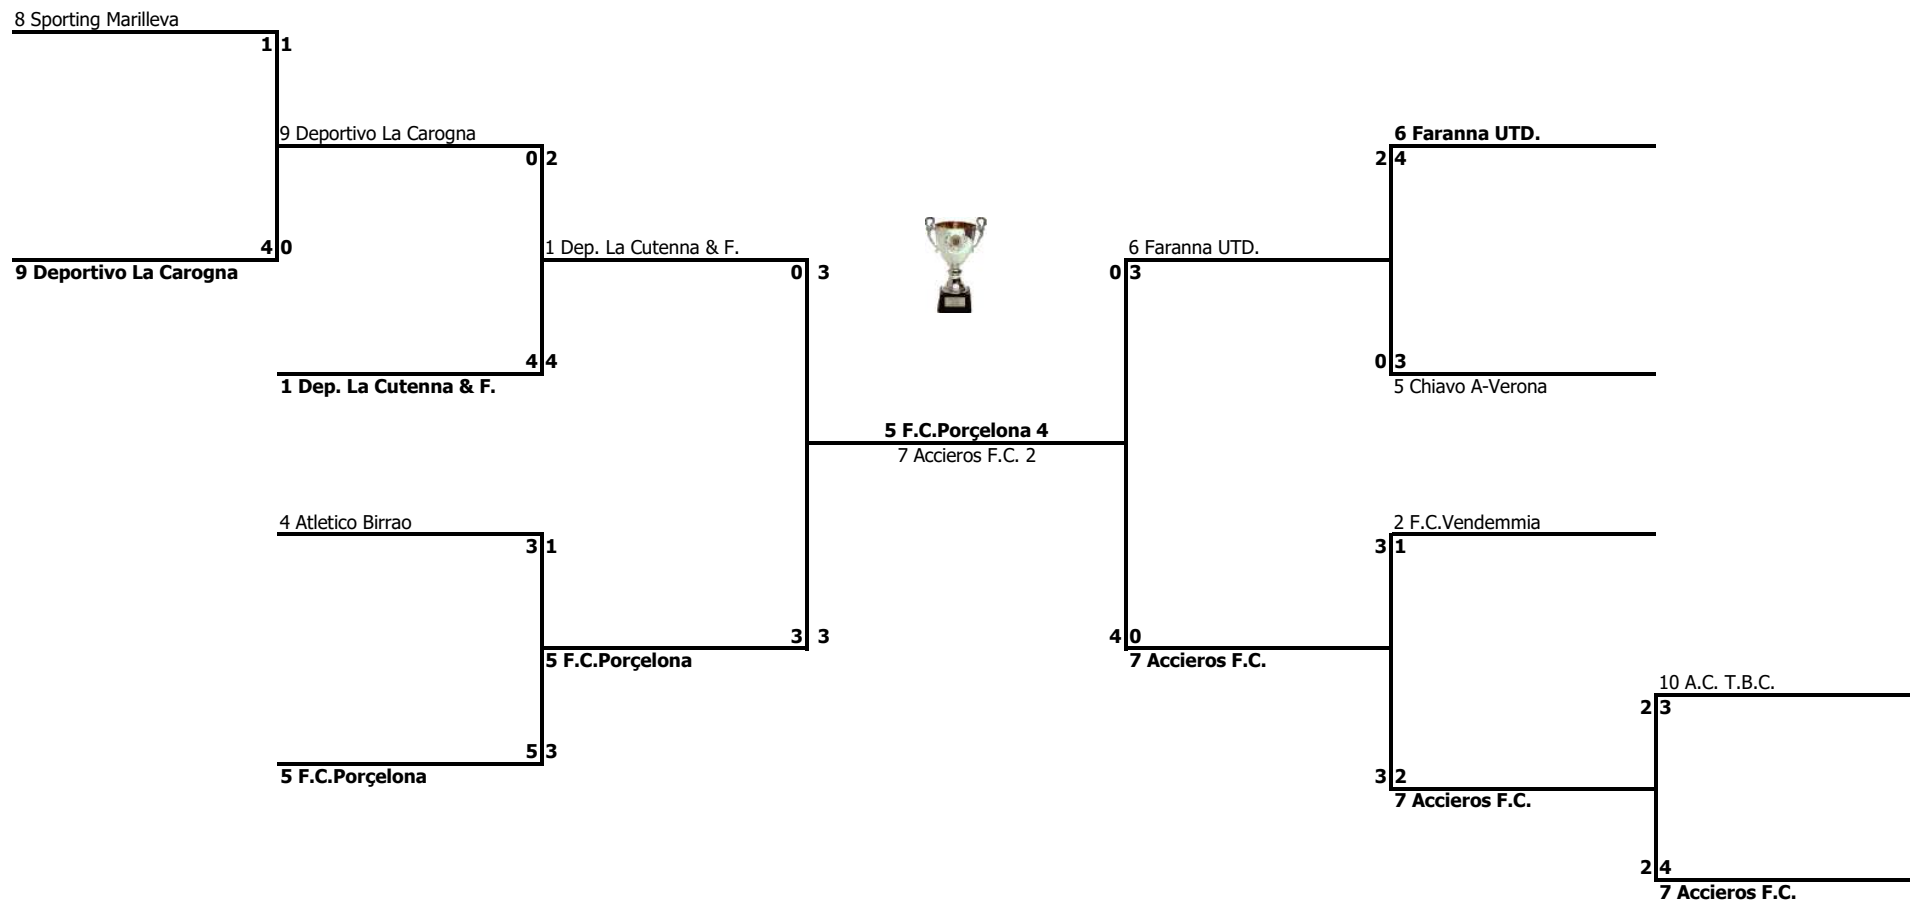 8 Sporting Marilleva
1 1
9 Deportivo La Carogna
0 2
6 Faranna UTD.
2 4
4 0
9 Deportivo La Carogna
1 Dep. La Cutenna & F.
0 3
6 Faranna UTD.
0 3
4 4
1 Dep. La Cutenna & F.
0 3
5 Chiavo A-Verona
5 F.C.Porçelona 4
7 Accieros F.C. 2
4 Atletico Birrao
3 1
2 F.C.Vendemmia
3 1
3 3
5 F.C.Porçelona
4 0
7 Accieros F.C.
10 A.C. T.B.C.
2 3
5 3
5 F.C.Porçelona
3 2
7 Accieros F.C.
2 4
7 Accieros F.C.